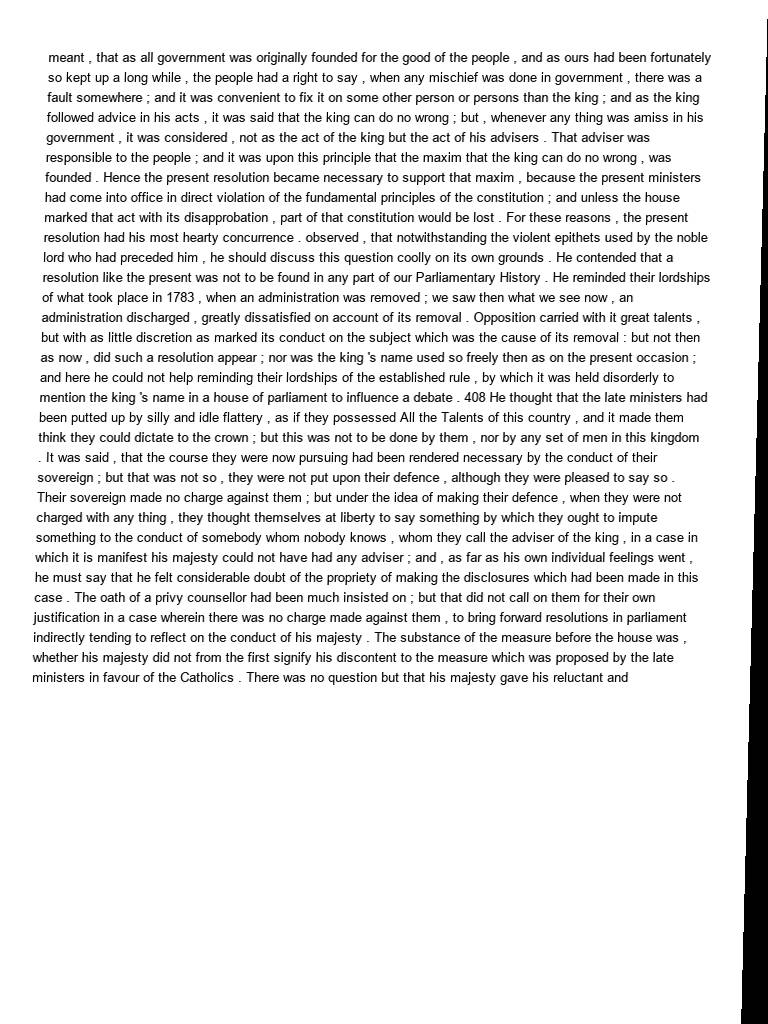 meant , that as all government was originally founded for the good of the people , and as ours had been fortunately
so kept up a long while , the people had a right to say , when any mischief was done in government , there was a
fault somewhere ; and it was convenient to fix it on some other person or persons than the king ; and as the king
followed advice in his acts , it was said that the king can do no wrong ; but , whenever any thing was amiss in his
government , it was considered , not as the act of the king but the act of his advisers . That adviser was
responsible to the people ; and it was upon this principle that the maxim that the king can do no wrong , was
founded . Hence the present resolution became necessary to support that maxim , because the present ministers
had come into office in direct violation of the fundamental principles of the constitution ; and unless the house
marked that act with its disapprobation , part of that constitution would be lost . For these reasons , the present
resolution had his most hearty concurrence . observed , that notwithstanding the violent epithets used by the noble
lord who had preceded him , he should discuss this question coolly on its own grounds . He contended that a
resolution like the present was not to be found in any part of our Parliamentary History . He reminded their lordships
of what took place in 1783 , when an administration was removed ; we saw then what we see now , an
administration discharged , greatly dissatisfied on account of its removal . Opposition carried with it great talents ,
but with as little discretion as marked its conduct on the subject which was the cause of its removal : but not then
as now , did such a resolution appear ; nor was the king 's name used so freely then as on the present occasion ;
and here he could not help reminding their lordships of the established rule , by which it was held disorderly to
mention the king 's name in a house of parliament to influence a debate . 408 He thought that the late ministers had
been putted up by silly and idle flattery , as if they possessed All the Talents of this country , and it made them
think they could dictate to the crown ; but this was not to be done by them , nor by any set of men in this kingdom
. It was said , that the course they were now pursuing had been rendered necessary by the conduct of their
sovereign ; but that was not so , they were not put upon their defence , although they were pleased to say so .
Their sovereign made no charge against them ; but under the idea of making their defence , when they were not
charged with any thing , they thought themselves at liberty to say something by which they ought to impute
something to the conduct of somebody whom nobody knows , whom they call the adviser of the king , in a case in
which it is manifest his majesty could not have had any adviser ; and , as far as his own individual feelings went ,
he must say that he felt considerable doubt of the propriety of making the disclosures which had been made in this
case . The oath of a privy counsellor had been much insisted on ; but that did not call on them for their own
justification in a case wherein there was no charge made against them , to bring forward resolutions in parliament
indirectly tending to reflect on the conduct of his majesty . The substance of the measure before the house was ,
whether his majesty did not from the first signify his discontent to the measure which was proposed by the late
ministers in favour of the Catholics . There was no question but that his majesty gave his reluctant and